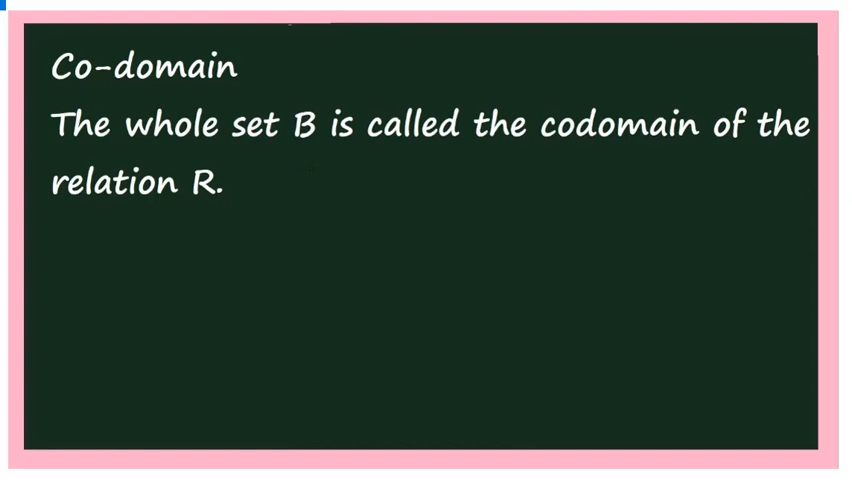 Co-domain
The whole set B is called the codomain of the
relation R.